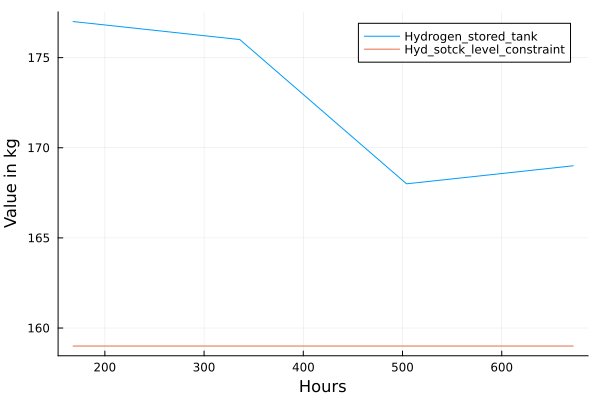 Hydrogen_stored_tank
Hyd_sotck_level_constraint
175
170
165
160
Value in kg
200 300 400 500 600
Hours